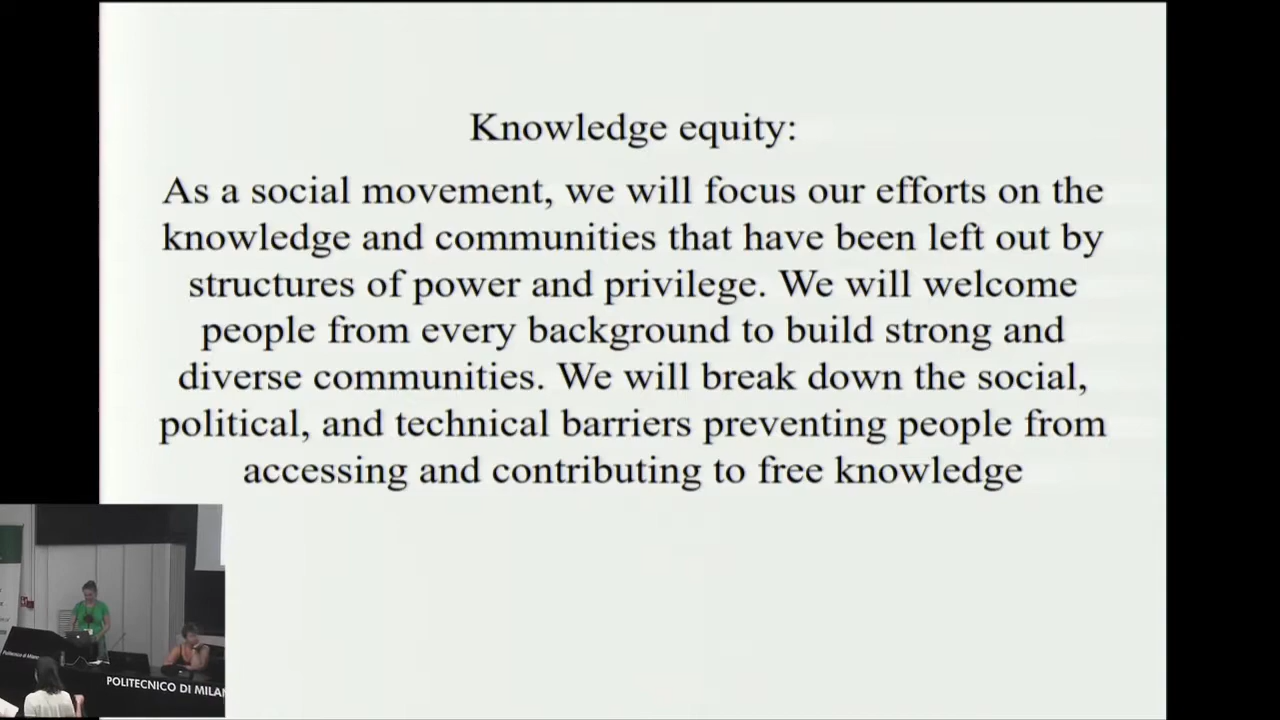 Knowledge equity:
As a social movement, we will focus our efforts on the
knowledge and communities that have been left out by
structures of power and privilege. We will welcome
people from every background to build strong and
diverse communities. We will break down the social,
political, and technical barriers preventing people from
accessing and contributing to free knowledge
Politecnico di Milano
POLITECNICO DI MILAN